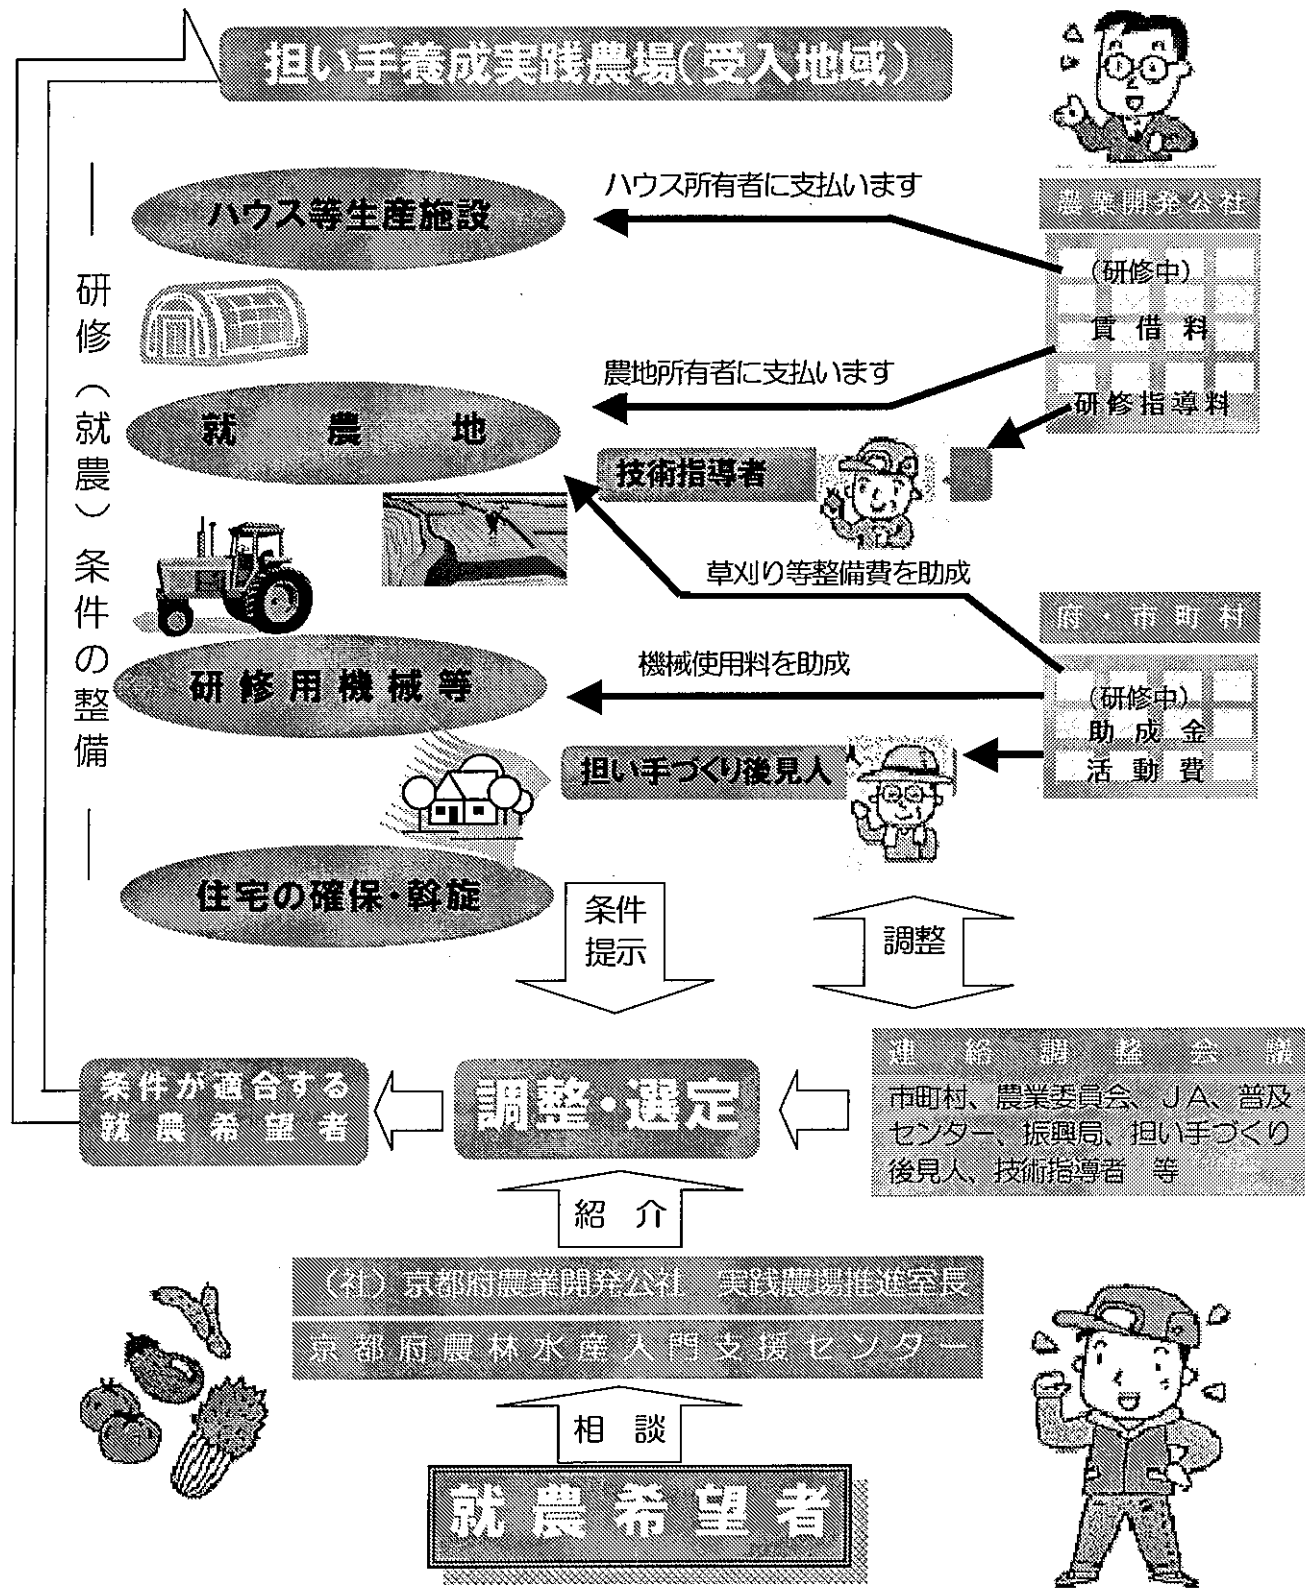 担い手養成実践農場(受入地域)
ハウス等生産施設
ハウス所有者に支払います
農業開発公社
(研修中)
賃借料
研修指導料
研修(就農)条件の整備
農地所有者に支払います
就農地
技術指導者
草刈り等整備費を助成
府・市町村
(研修中)
助成金
活動費
機械使用料を助成
研修用機械等
担い手づくり後見人
住宅の確保・斡旋
条件
提示
調整
連絡調整会議
市町村、農業委員会、JA、普及
センター、振興局、担い手づくり
後見人、技術指導者 等
調整・選定
条件が適合する
就農希望者
紹介
(社)京都府農業開発公社 実践農場推進室長
京都府農林水産人門支援センター
相談
就農希望者